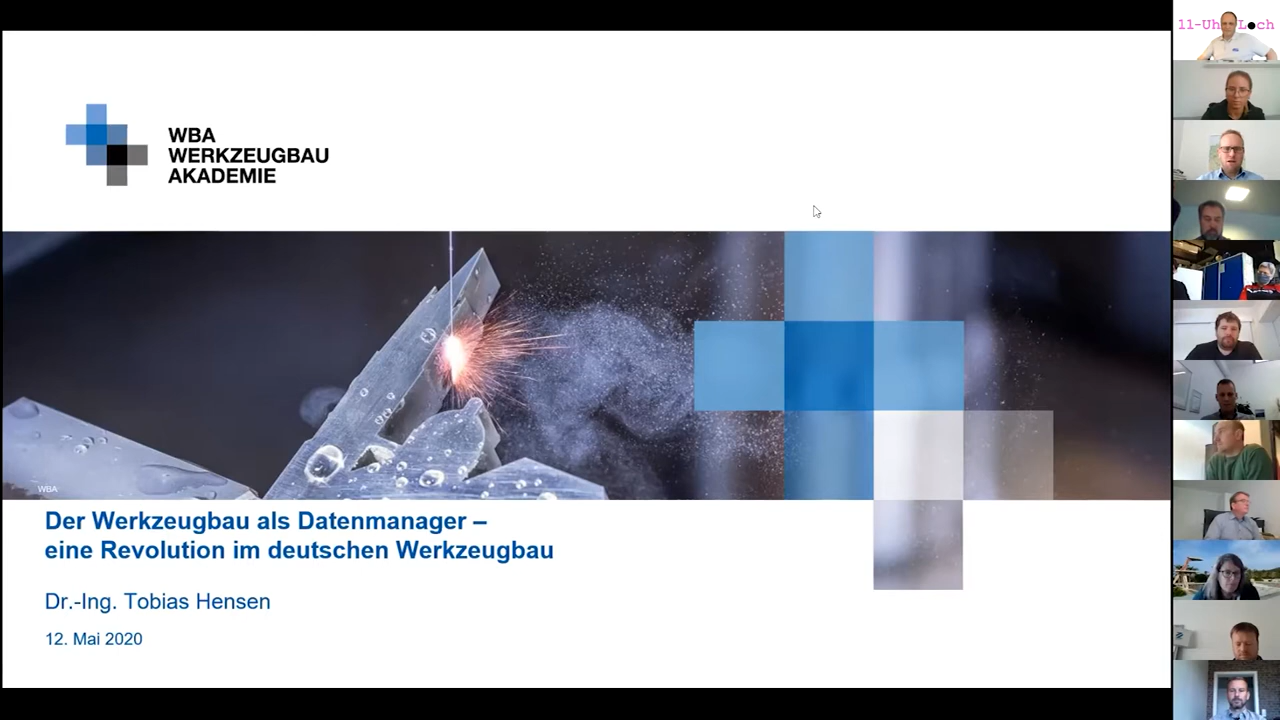 WBA
WERKZEUGBAU
AKADEMIE
WBA
Der Werkzeugbau als Datenmanager –
eine Revolution im deutschen Werkzeugbau
Dr.-Ing. Tobias Hensen
12. Mai 2020